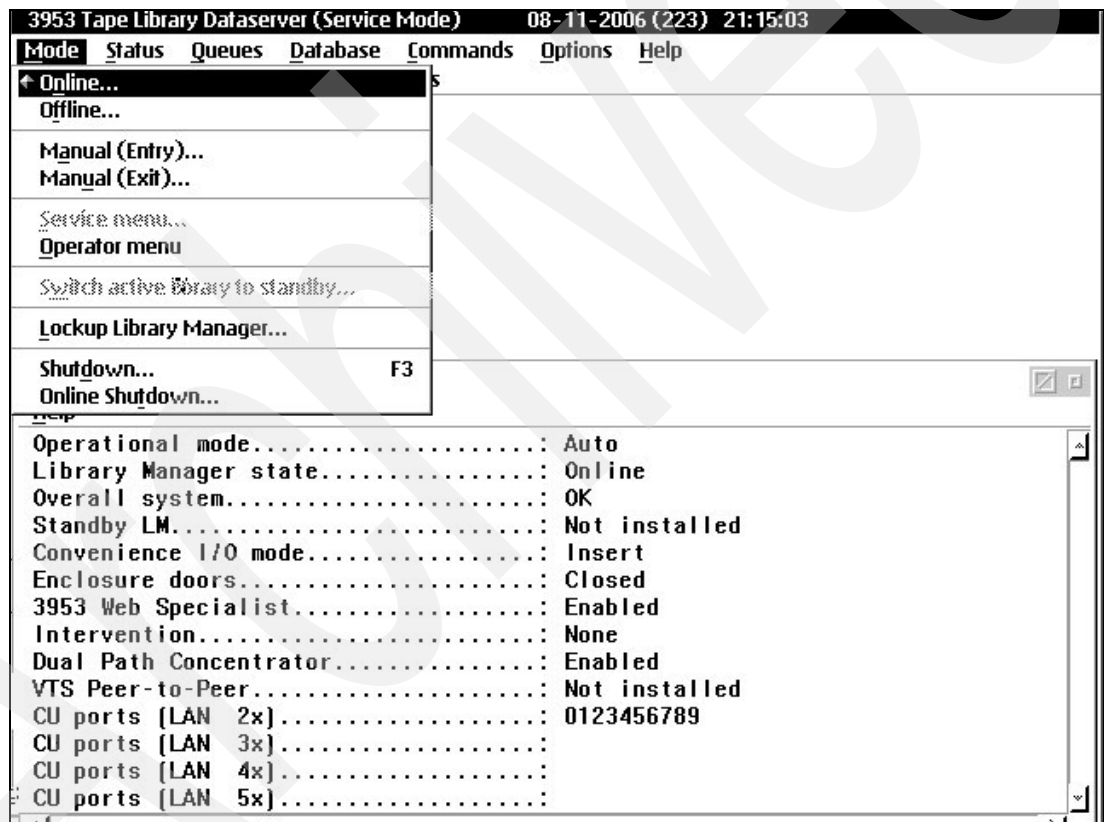 3953 Tape Library Dataserver (Service Mode) 08-11-2006 (223) 21:15:03
Mode Status Queues Database Commands Options Help
Online...
Offline...
Manual (Entry)...
Manual (Exit)...
Service menu...
Operator menu
Switch active library to standby...
Lockup Library Manager...
Shutdown... F3
Online Shutdown...
Help
Operational mode......................: Auto
Library Manager state.................: Online
Overall system........................: OK
Standby LM............................: Not installed
Convenience I/O mode..................: Insert
Enclosure doors.......................: Closed
3953 Web Specialist...................: Enabled
Intervention..........................: None
Dual Path Concentrator................: Enabled
VTS Peer-to-Peer......................: Not installed
CU ports (LAN 2x).....................: 0123456789
CU ports (LAN 3x).....................:
CU ports (LAN 4x).....................:
CU ports (LAN 5x).....................: